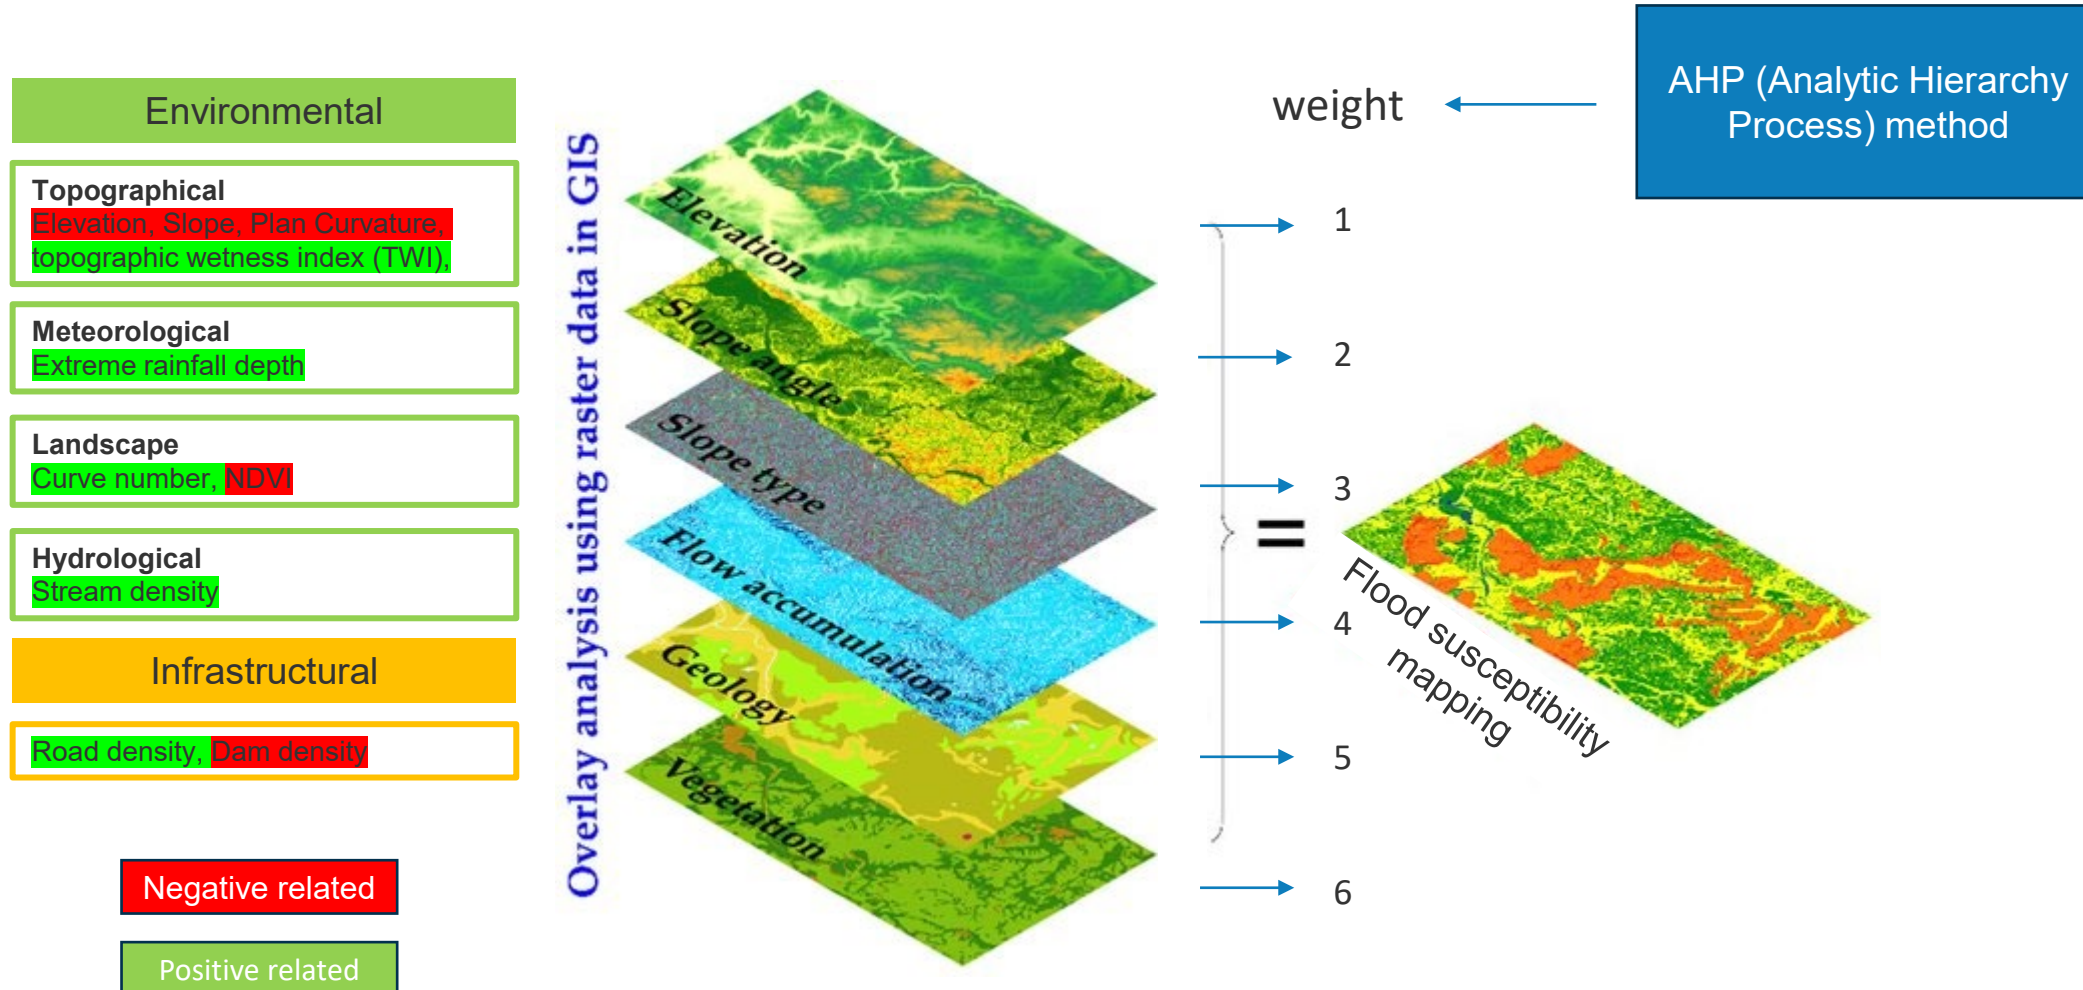 Environmental
Topographical
Elevation, Slope, Plan Curvature,
topographic wetness index (TWI),
Meteorological
Extreme rainfall depth
Landscape
Curve number, NDVI
Hydrological
Stream density
Infrastructural
Road density, Dam density
Negative related
Positive related
Overlay analysis using raster data in GIS
Elevation
Slope angle
Slope type
Flow accumulation
Geology
Vegetation
weight
AHP (Analytic Hierarchy
Process) method
1
2
3
4
5
6
=
Flood susceptibility
mapping